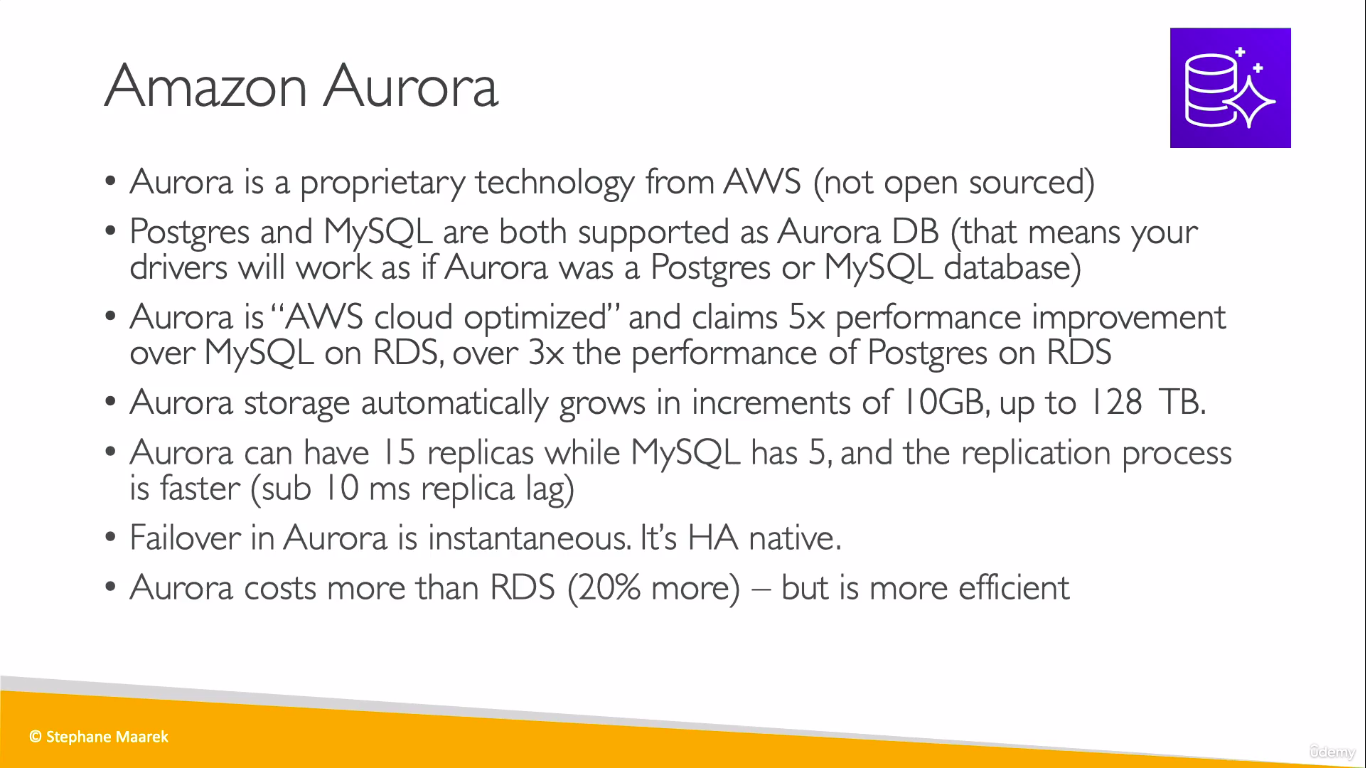 Amazon Aurora
• Aurora is a proprietary technology from AWS (not open sourced)
• Postgres and MySQL are both supported as Aurora DB (that means your
drivers will work as if Aurora was a Postgres or MySQL database)
• Aurora is “AWS cloud optimized” and claims 5x performance improvement
over MySQL on RDS, over 3x the performance of Postgres on RDS
• Aurora storage automatically grows in increments of 10GB, up to 128 TB.
• Aurora can have 15 replicas while MySQL has 5, and the replication process
is faster (sub 10 ms replica lag)
• Failover in Aurora is instantaneous. It’s HA native.
• Aurora costs more than RDS (20% more) – but is more efficient
© Stephane Maarek
ûdemy